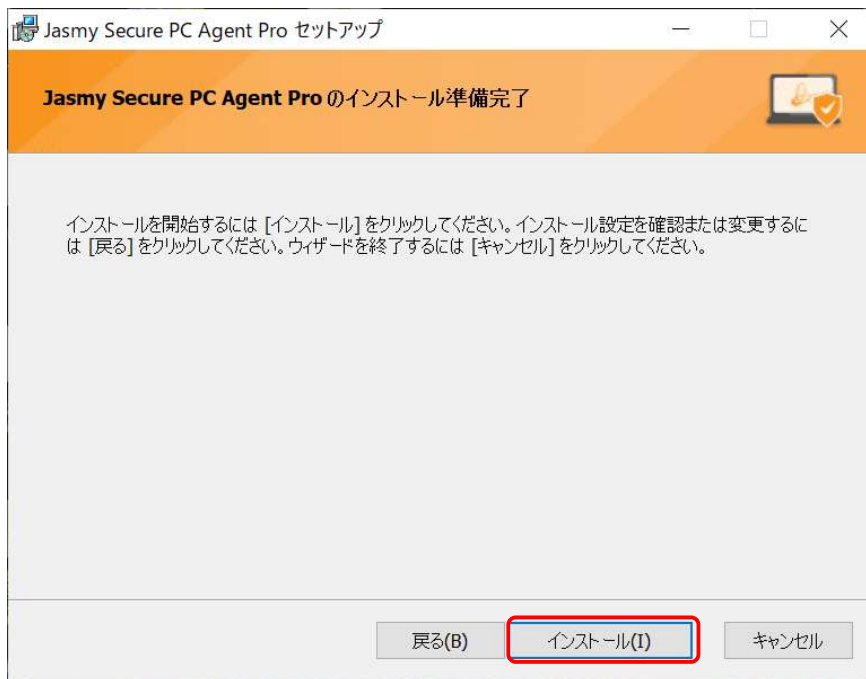 Jasmy Secure PC Agent Pro セットアップ
Jasmy Secure PC Agent Pro のインストール準備完了
インストールを開始するには [インストール] をクリックしてください。インストール設定を確認または変更するに
は [戻る] をクリックしてください。ウィザードを終了するには [キャンセル] をクリックしてください。
戻る(B) インストール(I) キャンセル